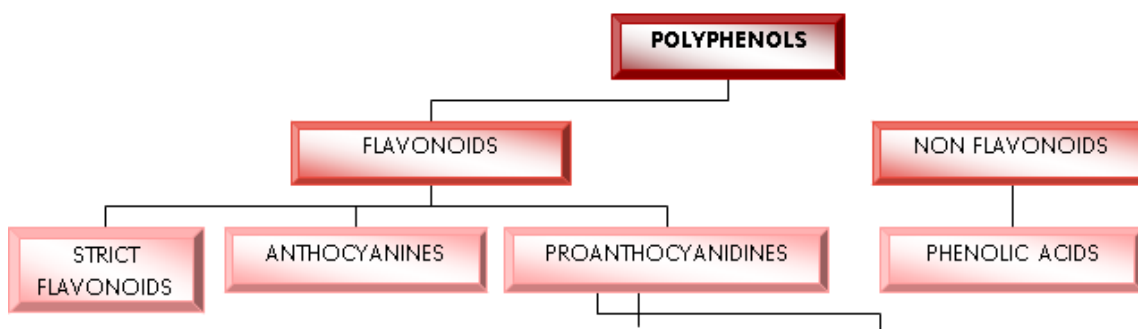 POLYPHENOLS
FLAVONOIDS
NON FLAVONOIDS
STRICT
FLAVONOIDS
ANTHOCYANINES
PROANTHOCYANIDINES
PHENOLIC ACIDS